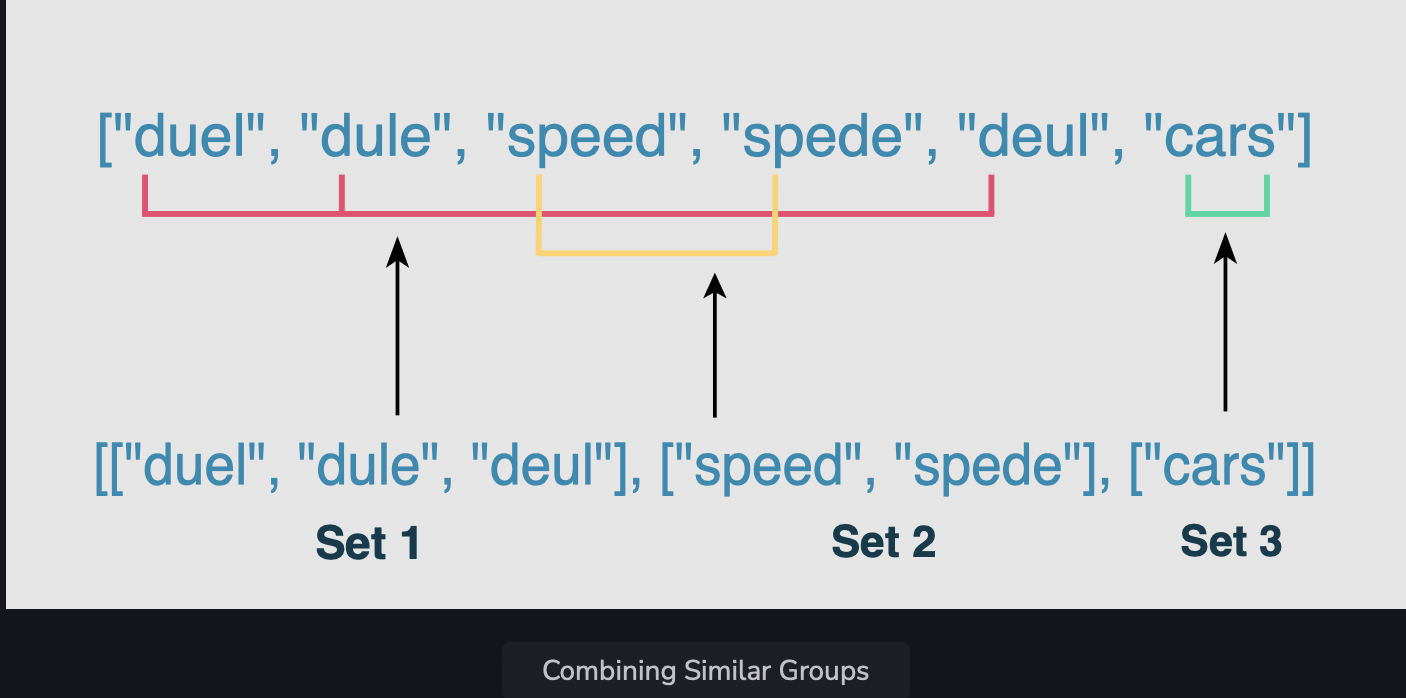 ["duel", "dule", "speed", "spede", "deul", "cars"]
[["duel", "dule", "deul"], ["speed", "spede"], ["cars"]]
Set 1 Set 2 Set 3
Combining Similar Groups